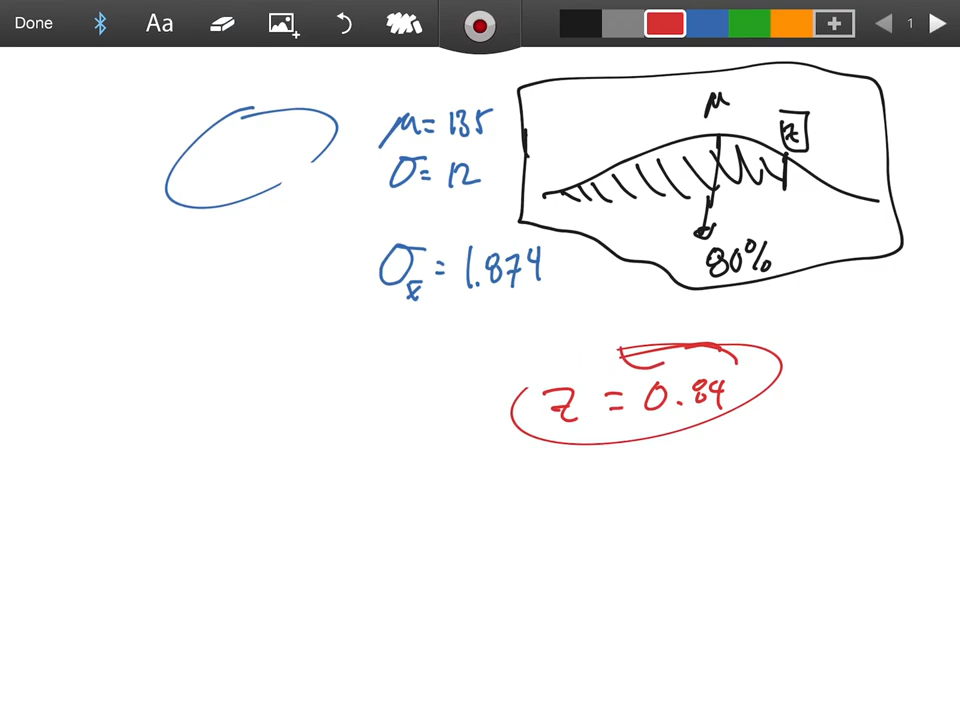 Done
Aa
1
μ = 135
σ = 12
σx̄ = 1.874
μ
z
80%
z = 0.84